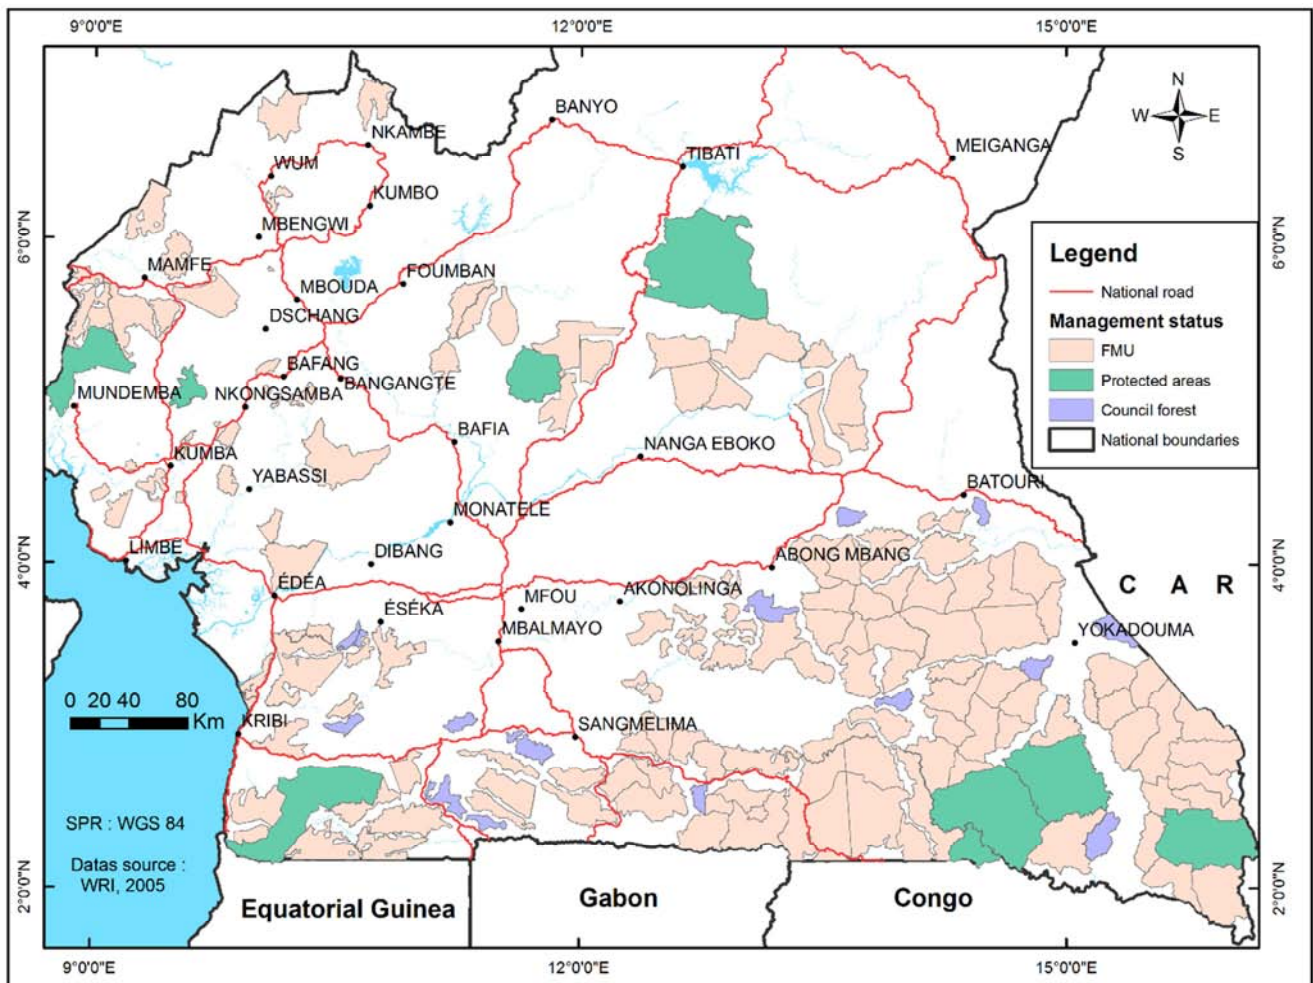 9°0'0"E 12°0'0"E 15°0'0"E
N
W E
S
BANYO
NKAMBE
MEIGANGA
TIBATI
WUM
KUMBO
MBENGWI
6°0'0"N 6°0'0"N
MAMFE
FOUMBAN
MBOUDA
DSCHANG
BAFANG
BANGANGTE
MUNDEMBA
NKONGSAMBA
BAFIA
NANGA EBOKO
KUMBA
YABASSI
BATOURI
MONATELE
LIMBE
DIBANG
ABONG MBANG
4°0'0"N 4°0'0"N
ÉDÉA
AKONOLINGA
MFOU
C A R
ÉSÉKA
MBALMAYO
YOKADOUMA
KRIBI
SANGMELIMA
Legend
National road
Management status
FMU
Protected areas
Council forest
National boundaries
0 20 40 80
Km
SPR : WGS 84
Datas source :
WRI, 2005
2°0'0"N 2°0'0"N
Equatorial Guinea
Gabon
Congo
9°0'0"E 12°0'0"E 15°0'0"E